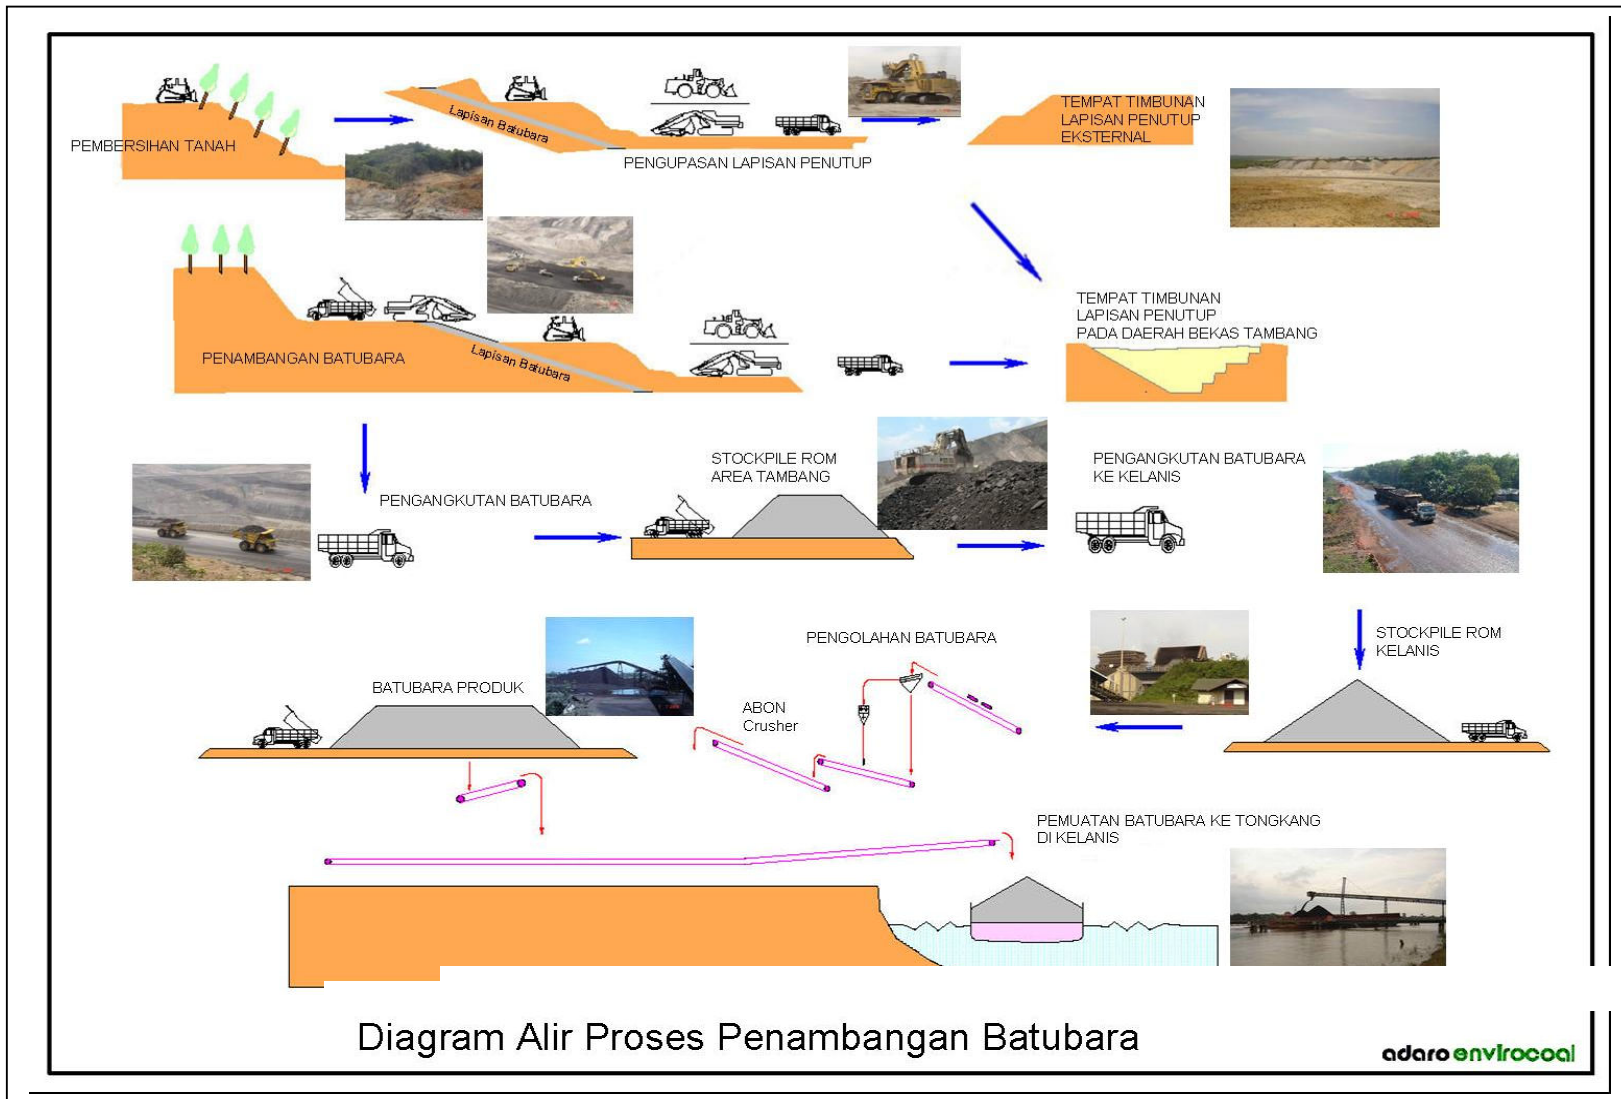 PEMBERSIHAN TANAH
Lapisan Batubara
PENGUPASAN LAPISAN PENUTUP
TEMPAT TIMBUNAN
LAPISAN PENUTUP
EKSTERNAL
PENAMBANGAN BATUBARA
Lapisan Batubara
TEMPAT TIMBUNAN
LAPISAN PENUTUP
PADA DAERAH BEKAS TAMBANG
PENGANGKUTAN BATUBARA
STOCKPILE ROM
AREA TAMBANG
PENGANGKUTAN BATUBARA
KE KELANIS
STOCKPILE ROM
KELANIS
PENGOLAHAN BATUBARA
ABON
Crusher
BATUBARA PRODUK
PEMUATAN BATUBARA KE TONGKANG
DI KELANIS
Diagram Alir Proses Penambangan Batubara
adaro envirocoal